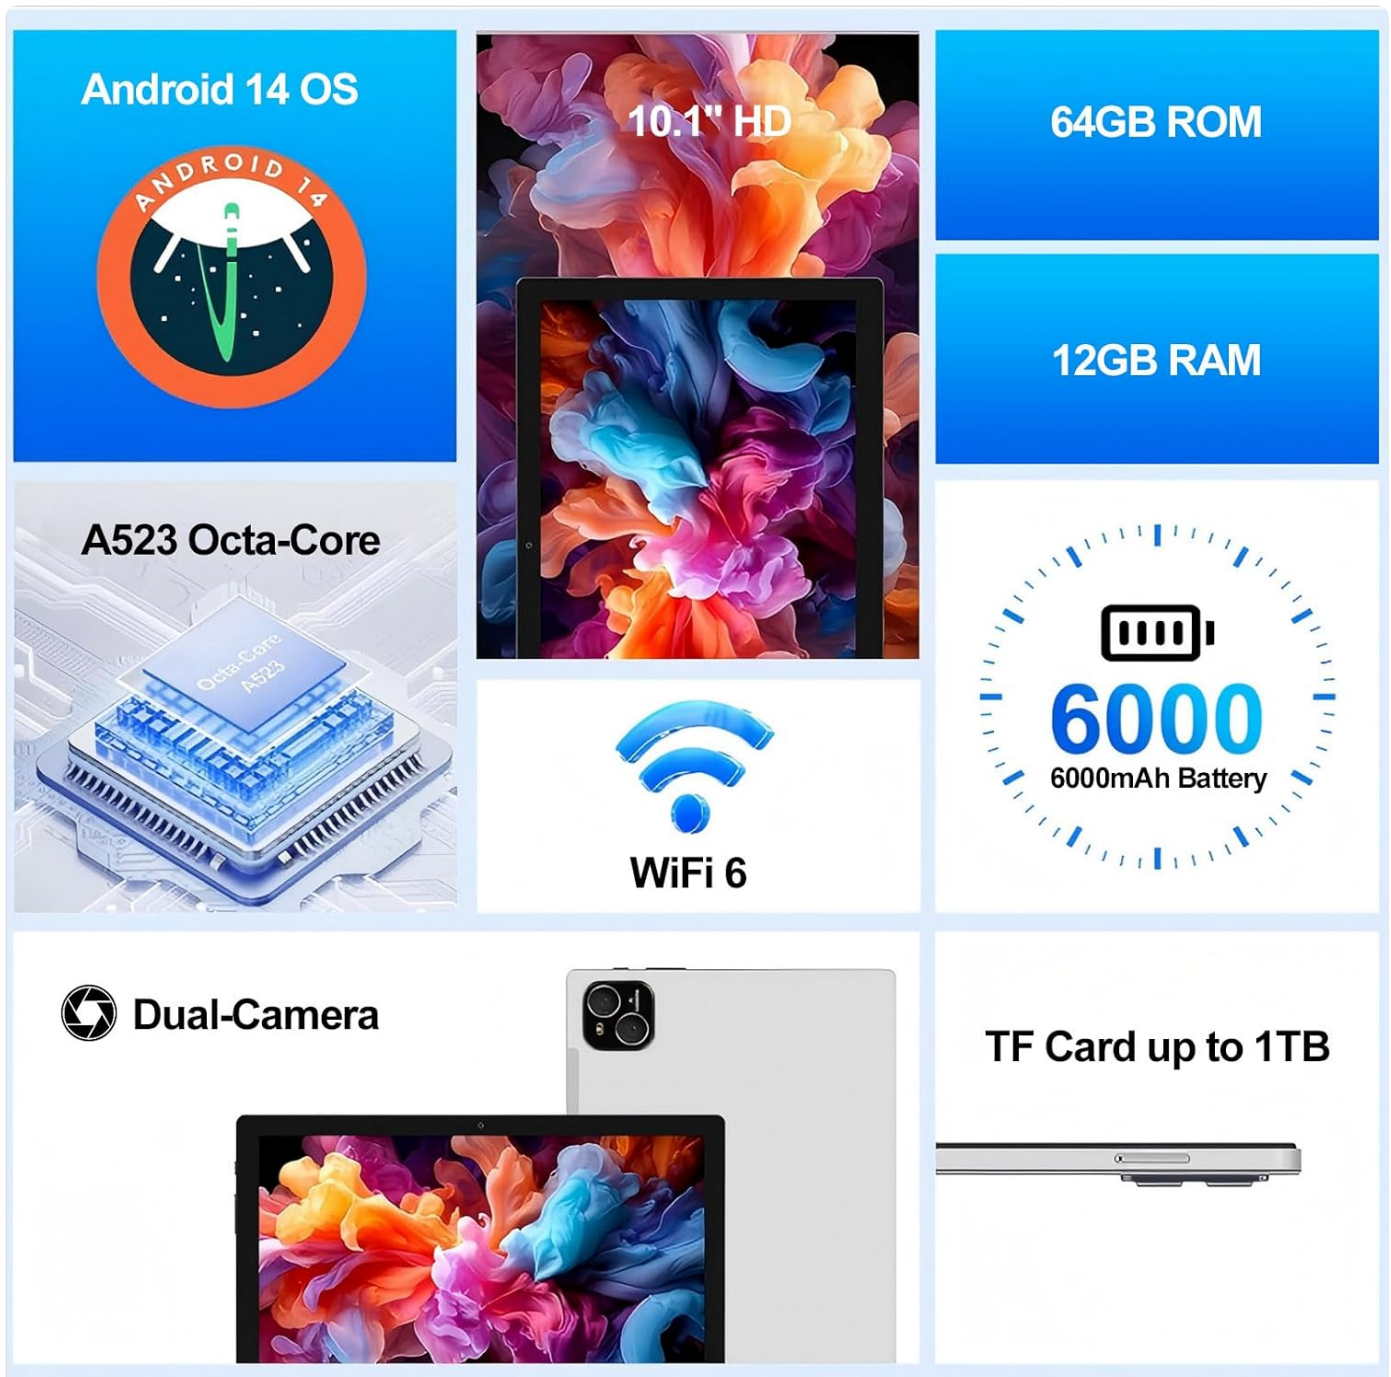 Android 14 OS
ANDROID 14
10.1" HD
64GB ROM
12GB RAM
A523 Octa-Core
Octa-Core
A523
WiFi 6
6000
6000mAh Battery
Dual-Camera
TF Card up to 1TB